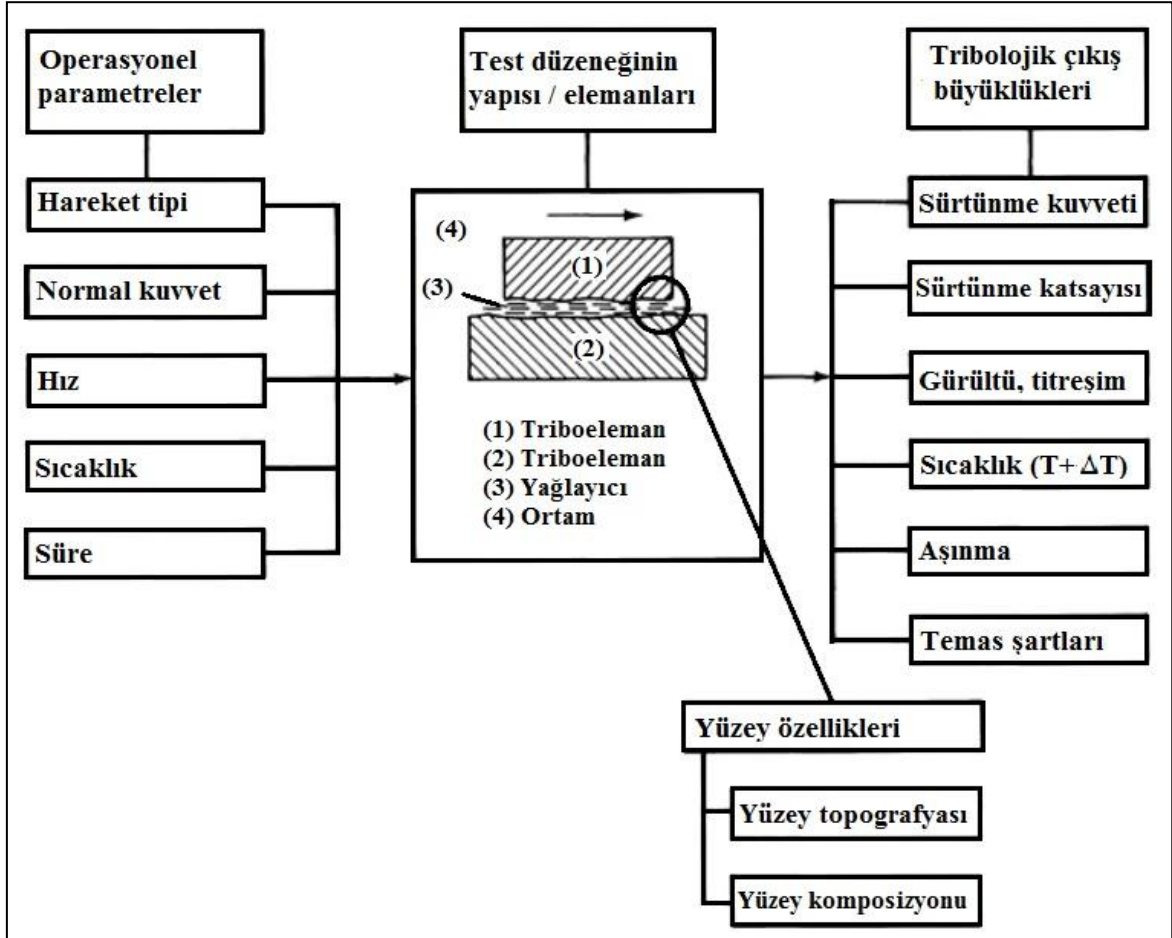 Operasyonel
parametreler
Hareket tipi
Normal kuvvet
Hız
Sıcaklık
Süre
Test düzeneğinin
yapısı / elemanları
(4)
(1)
(3)
(2)
(1) Triboeleman
(2) Triboeleman
(3) Yağlayıcı
(4) Ortam
Tribolojik çıkış
büyüklükleri
Sürtünme kuvveti
Sürtünme katsayısı
Gürültü, titreşim
Sıcaklık (T+ ΔT)
Aşınma
Temas şartları
Yüzey özellikleri
Yüzey topografyası
Yüzey komposizyonu